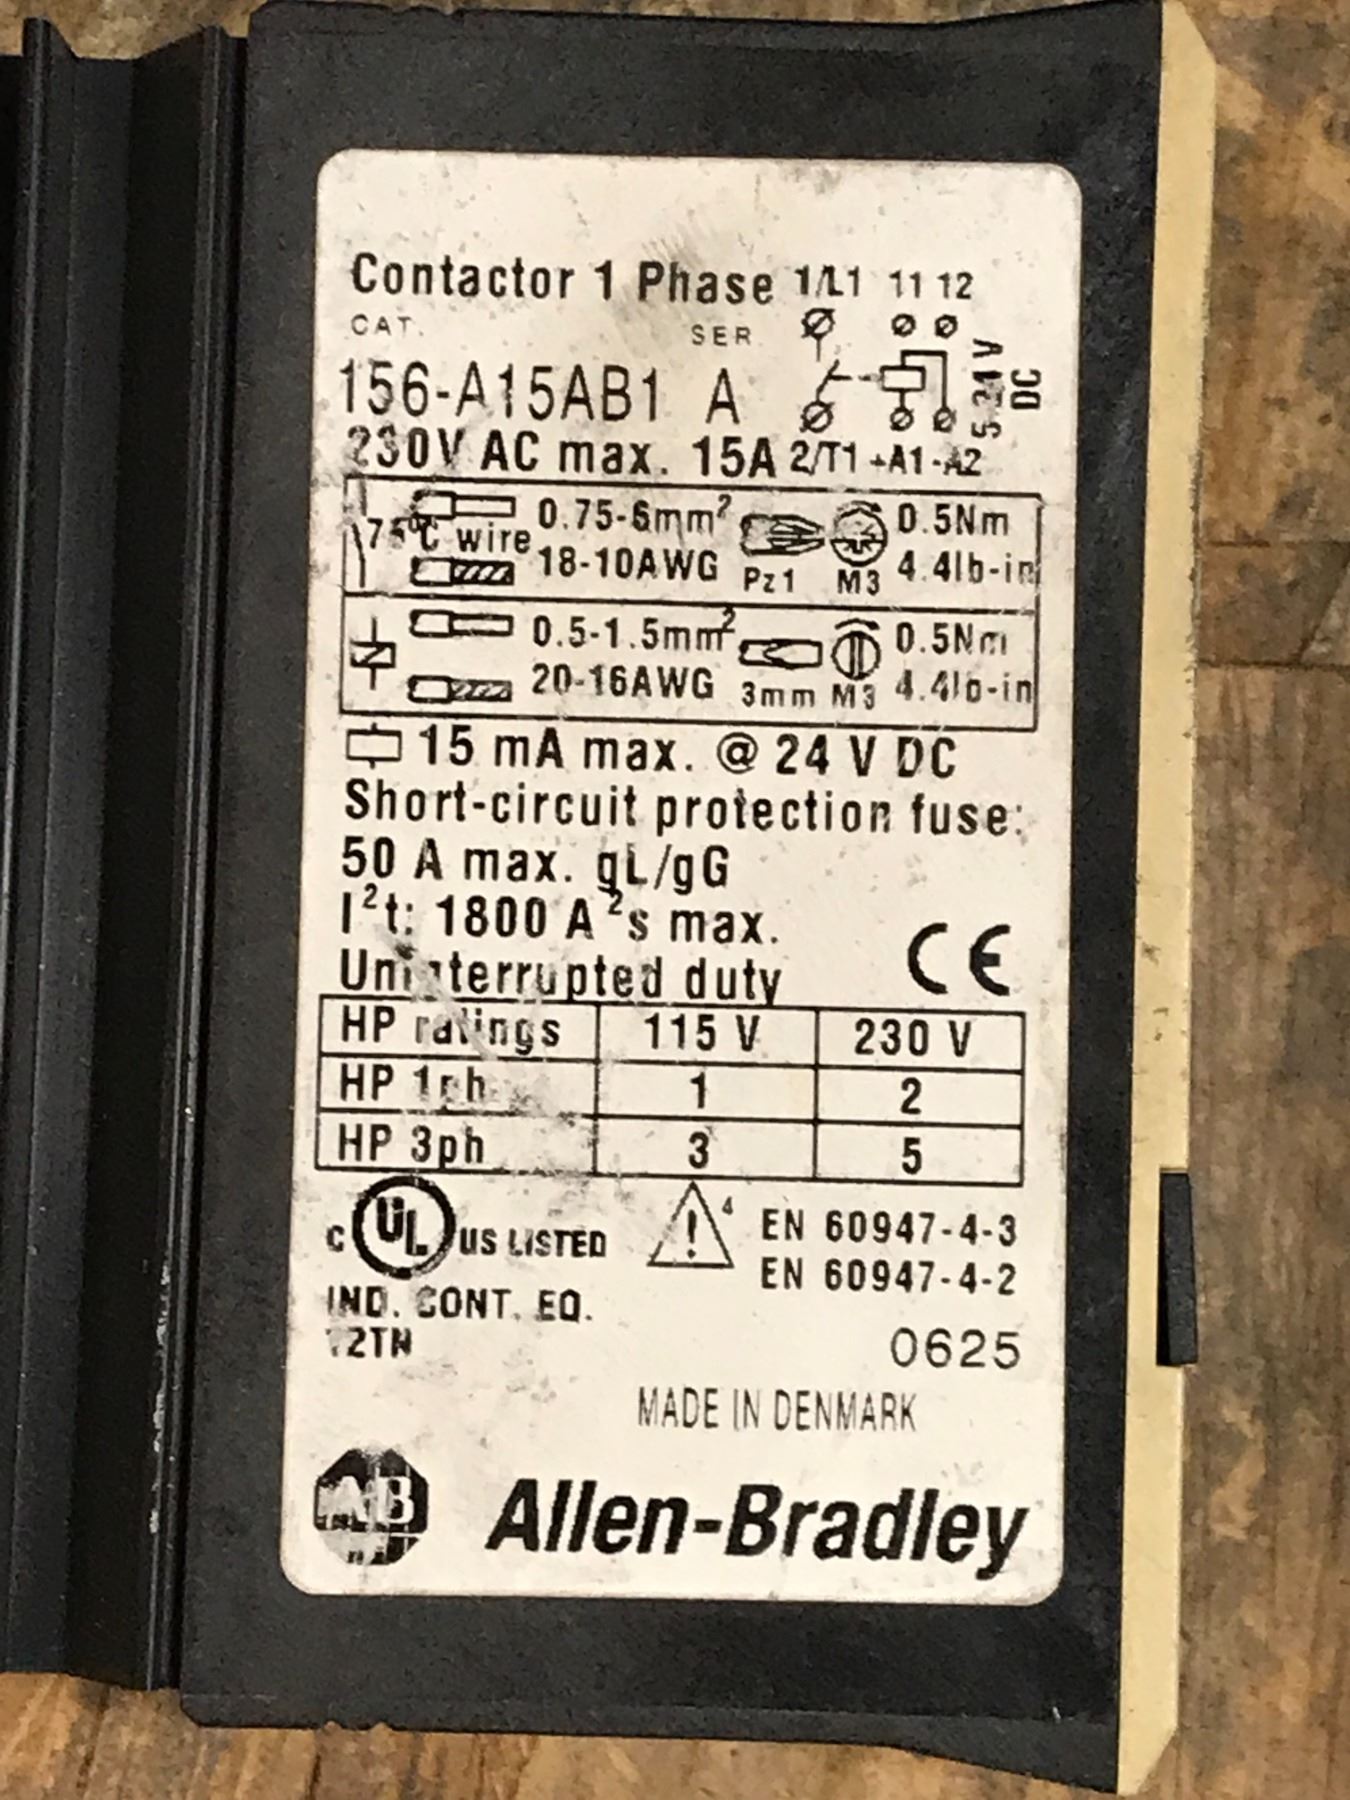 Contactor 1 Phase 1/L1 11 12
CAT. SER.
156-A15AB1 A
5-24V
DC
230V AC max. 15A 2/T1 +A1-A2
0.75-6mm² 0.5Nm
75°C wire
18-10AWG Pz1 M3 4.4lb-in
0.5-1.5mm² 0.5Nm
20-16AWG 3mm M3 4.4lb-in
15 mA max. @ 24 V DC
Short-circuit protection fuse:
50 A max. gL/gG
I²t: 1800 A²s max.
Uninterrupted duty CE
HP ratings 115 V 230 V
HP 1ph 1 2
HP 3ph 3 5
C UL US LISTED ! 4 EN 60947-4-3
EN 60947-4-2
IND. CONT. EQ.
0625
MADE IN DENMARK
AB Allen-Bradley